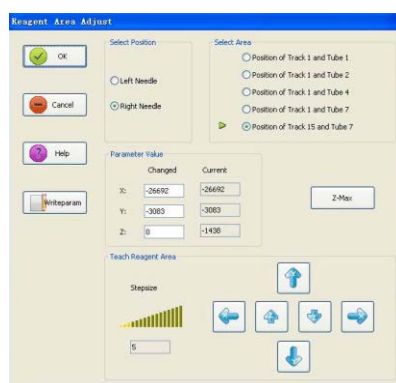 Reagent Area Adjust
OK
Cancel
Help
Writeparam
Select Position
Left Needle
Right Needle
Select Area
Position of Track 1 and Tube 1
Position of Track 1 and Tube 2
Position of Track 1 and Tube 4
Position of Track 1 and Tube 7
Position of Track 15 and Tube 7
Parameter Value
Changed Current
X: -26692 -26692
Y: -3083 -3083
Z: 0 -1438
Z-Max
Teach Reagent Area
Stepsize
5